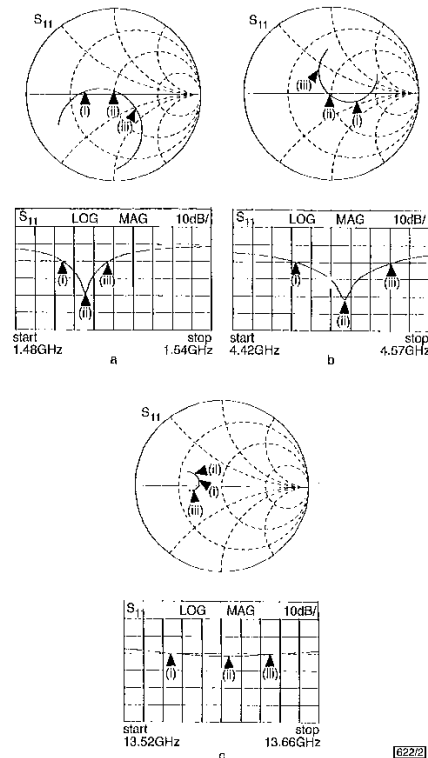 S11
(i)
(ii)
(iii)
S11
(iii)
(ii)
(i)
S11 LOG MAG 10dB/
(i)
(ii)
(iii)
start
1.48GHz
stop
1.54GHz
a
S11 LOG MAG 10dB/
(i)
(ii)
(iii)
start
4.42GHz
stop
4.57GHz
b
S11
(ii)
(i)
(iii)
S11 LOG MAG 10dB/
(i)
(ii)
(iii)
start
13.52GHz
stop
13.66GHz
622/2